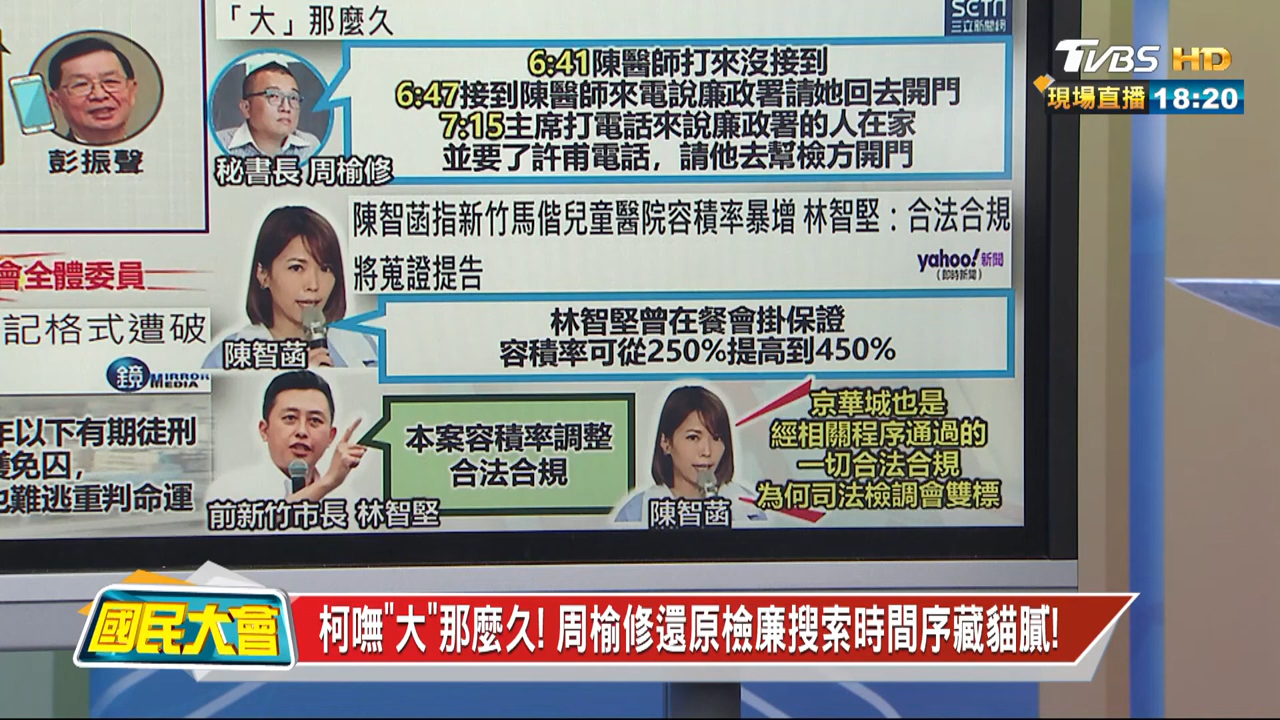 「大」那麼久
SETN
三立新聞網
TVBS HD
現場直播 18:20
彭振聲
6:41陳醫師打來沒接到
6:47接到陳醫師來電說廉政署請她回去開門
7:15主席打電話來說廉政署的人在家
並要了許甫電話，請他去幫檢方開門
秘書長 周榆修
會全體委員
陳智菡指新竹馬偕兒童醫院容積率暴增 林智堅：合法合規
將蒐證提告
yahoo!新聞
（即時新聞）
記格式遭破
鏡 MIRROR MEDIA
林智堅曾在餐會掛保證
容積率可從250%提高到450%
陳智菡
年以下有期徒刑
獲免囚,
也難逃重判命運
本案容積率調整
合法合規
前新竹市長 林智堅
京華城也是
經相關程序通過的
一切合法合規
為何司法檢調會雙標
陳智菡
國民大會
柯嘸"大"那麼久! 周榆修還原檢廉搜索時間序藏貓膩!